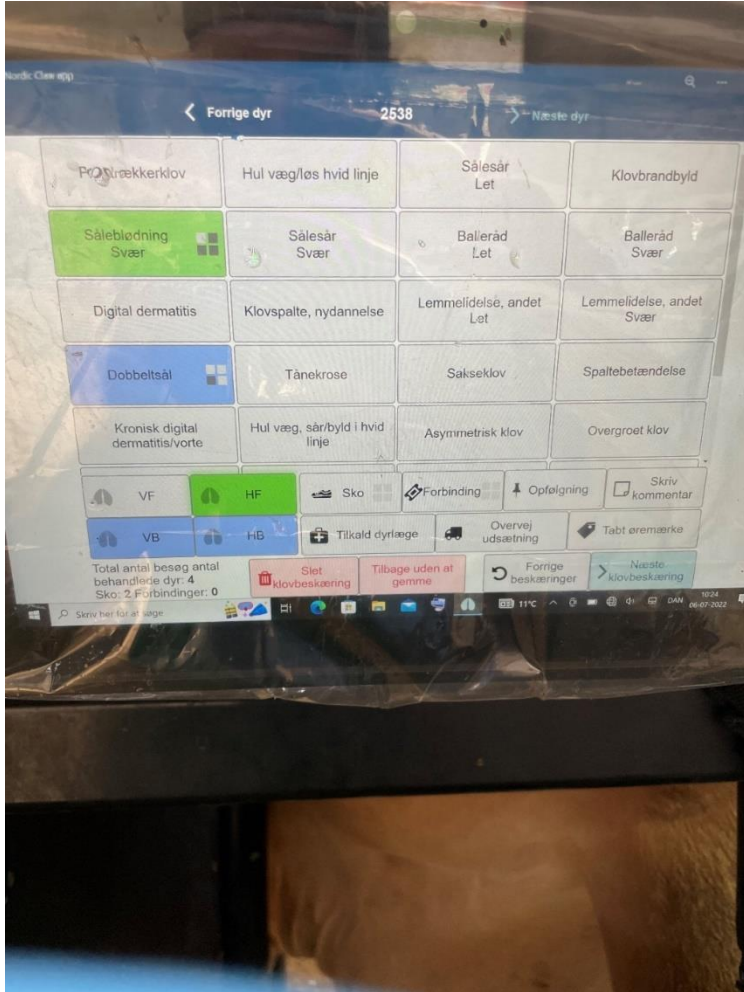 Nordic Claw app
Forrige dyr 2538 Næste dyr
Proptrækkerklov Hul væg/løs hvid linje Sålesår Let Klovbrandbyld
Såleblødning Svær Sålesår Svær Balleråd Let Balleråd Svær
Digital dermatitis Klovspalte, nydannelse Lemmelidelse, andet Let Lemmelidelse, andet Svær
Dobbeltsål Tånekrose Sakseklov Spaltebetændelse
Kronisk digital dermatitis/vorte Hul væg, sår/byld i hvid linje Asymmetrisk klov Overgroet klov
VF HF Sko Forbinding Opfølgning Skriv kommentar
VB HB Tilkald dyrlæge Overvej udsætning Tabt øremærke
Total antal besøg antal
behandlede dyr: 4
Sko: 2 Forbindinger: 0
Slet klovbeskæring Tilbage uden at gemme Forrige beskæringer Næste klovbeskæring
Skriv her for at søge 11°C DAN 10:24
06-07-2022